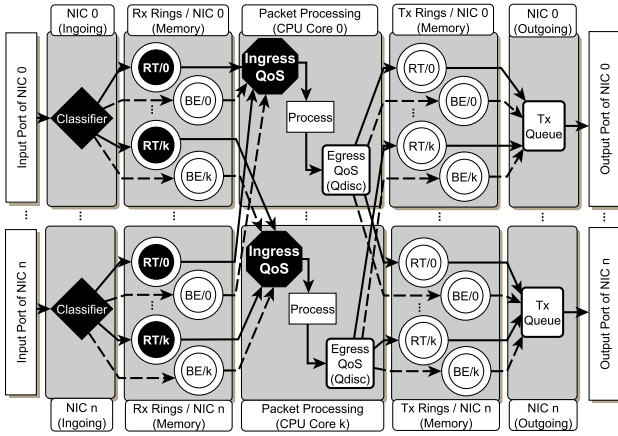 NIC 0
(Ingoing)
Rx Rings / NIC 0
(Memory)
Packet Processing
(CPU Core 0)
Tx Rings / NIC 0
(Memory)
NIC 0
(Outgoing)
Input Port of NIC 0
Classifier
RT/0
BE/0
...
RT/k
BE/k
Ingress
QoS
Process
Egress
QoS
(Qdisc)
RT/0
BE/0
...
RT/k
BE/k
Tx
Queue
Output Port of NIC 0
...
...
...
...
...
...
...
Input Port of NIC n
Classifier
RT/0
BE/0
...
RT/k
BE/k
Ingress
QoS
Process
Egress
QoS
(Qdisc)
RT/0
BE/0
...
RT/k
BE/k
Tx
Queue
Output Port of NIC n
NIC n
(Ingoing)
Rx Rings / NIC n
(Memory)
Packet Processing
(CPU Core k)
Tx Rings / NIC n
(Memory)
NIC n
(Outgoing)